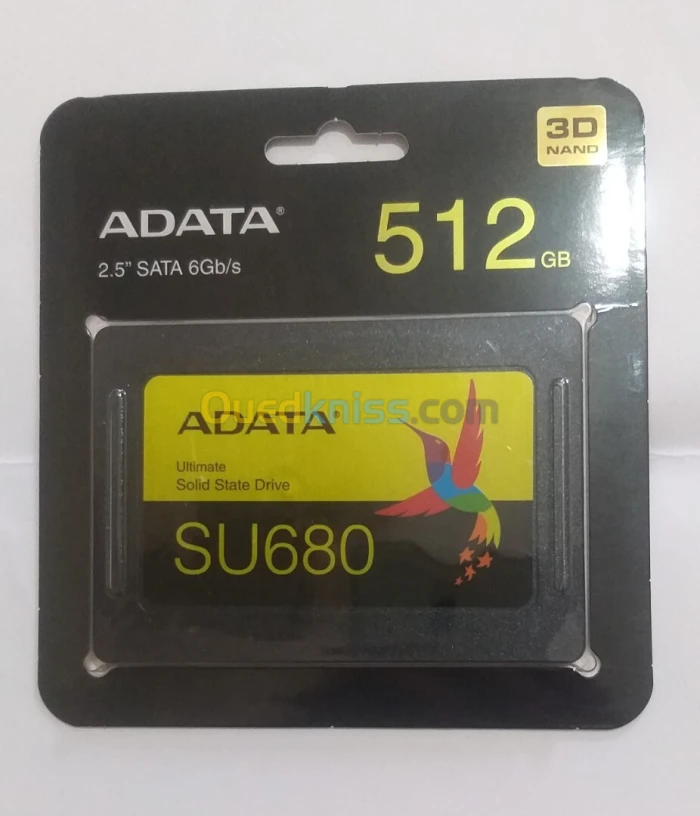 3D
NAND
ADATA®
2.5" SATA 6Gb/s
512 GB
Ouedkniss.com
ADATA
Ultimate
Solid State Drive
SU680